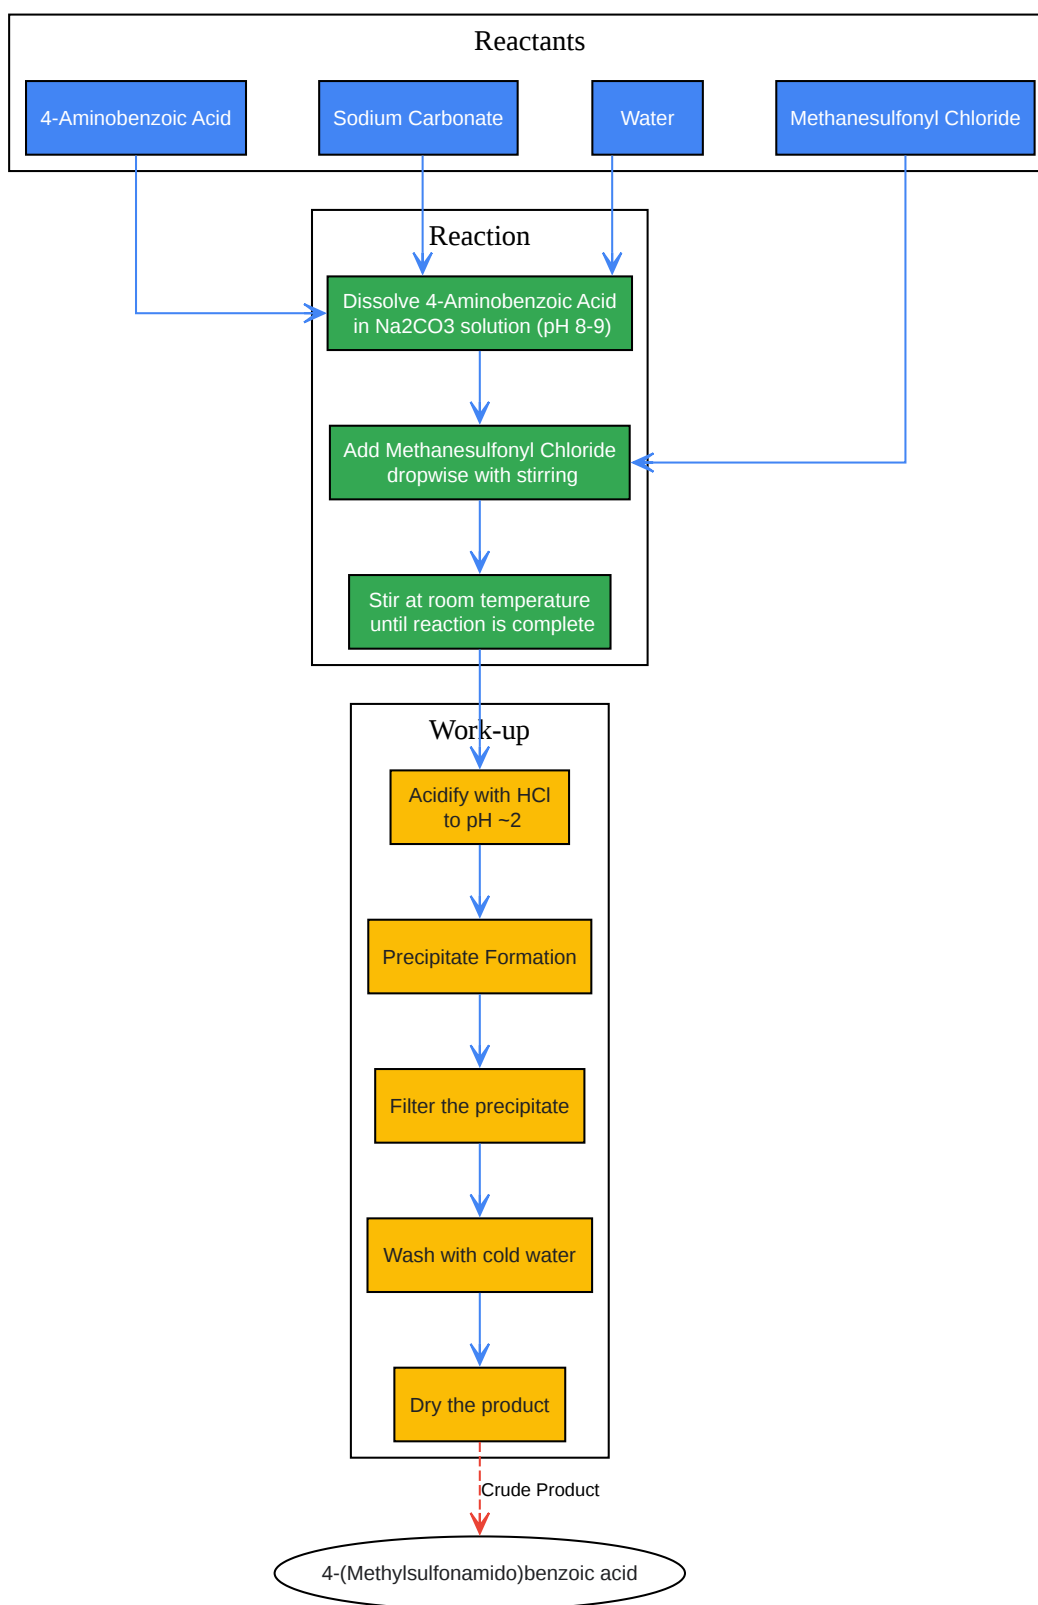 Reactants
4-Aminobenzoic Acid
Sodium Carbonate
Water
Methanesulfonyl Chloride
Reaction
Dissolve 4-Aminobenzoic Acid
in Na2CO3 solution (pH 8-9)
Add Methanesulfonyl Chloride
dropwise with stirring
Stir at room temperature
until reaction is complete
Work-up
Acidify with HCl
to pH ~2
Precipitate Formation
Filter the precipitate
Wash with cold water
Dry the product
Crude Product
4-(Methylsulfonamido)benzoic acid